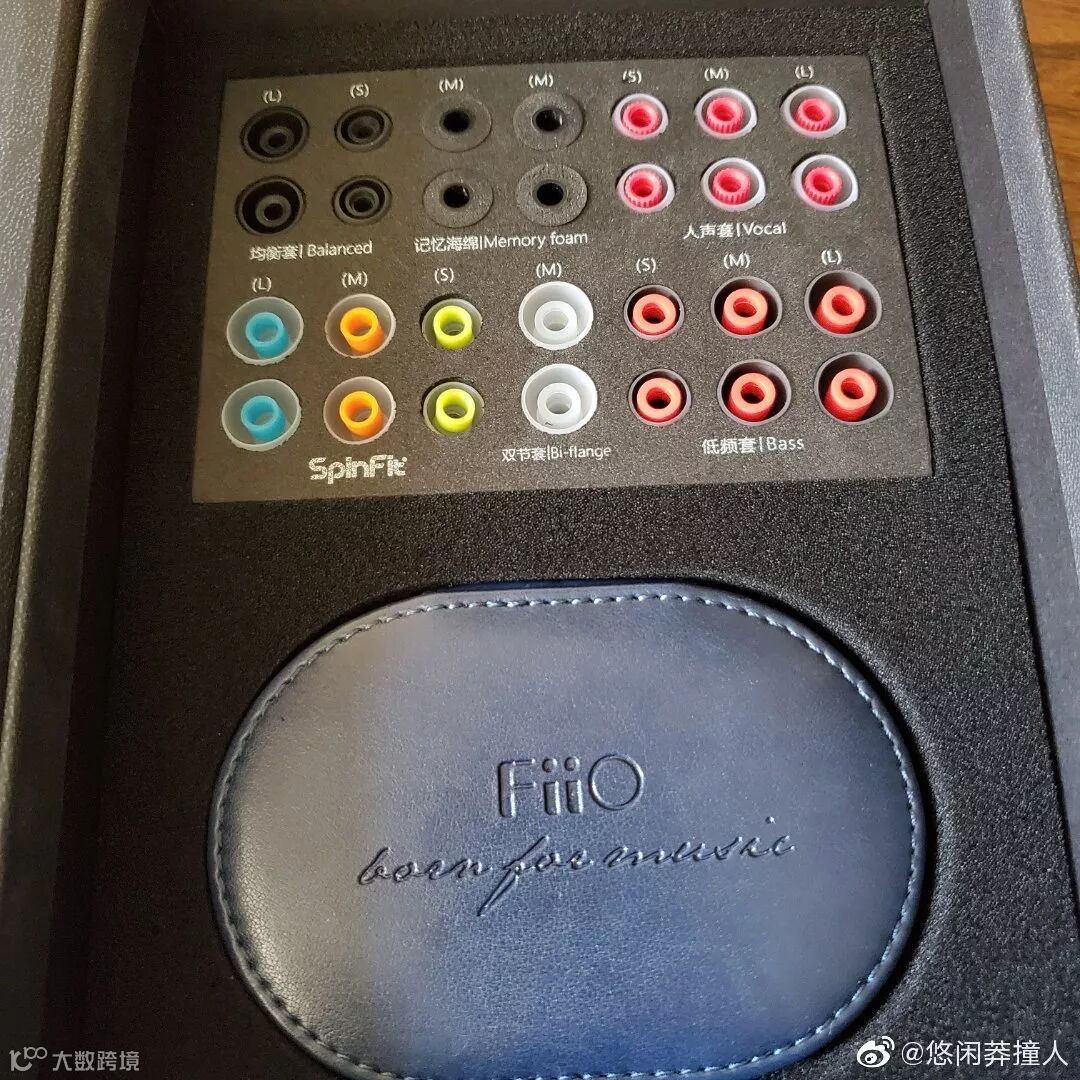 (L) (S) (M) (M) (S) (M) (L)
均衡套 | Balanced
记忆海绵|Memory foam
人声套 | Vocal
(L) (M) (S) (M) (S) (M) (L)
SpinFit
双节套|Bi-flange
低频套 | Bass
FiiO
born for music
大数跨境
@悠闲莽撞人